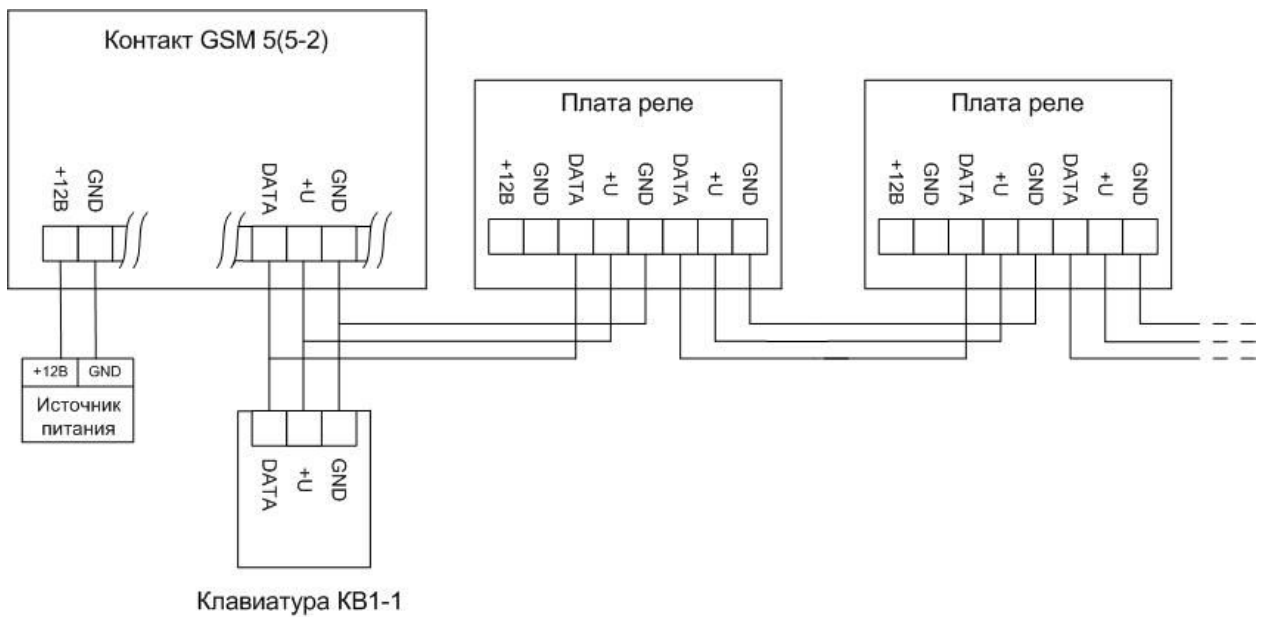 Контакт GSM 5(5-2)
+12В
GND
DATA
+U
GND
Плата реле
+12В
GND
DATA
+U
GND
DATA
+U
GND
Плата реле
+12В
GND
DATA
+U
GND
DATA
+U
GND
+12В
GND
Источник
питания
DATA
+U
GND
Клавиатура КВ1-1